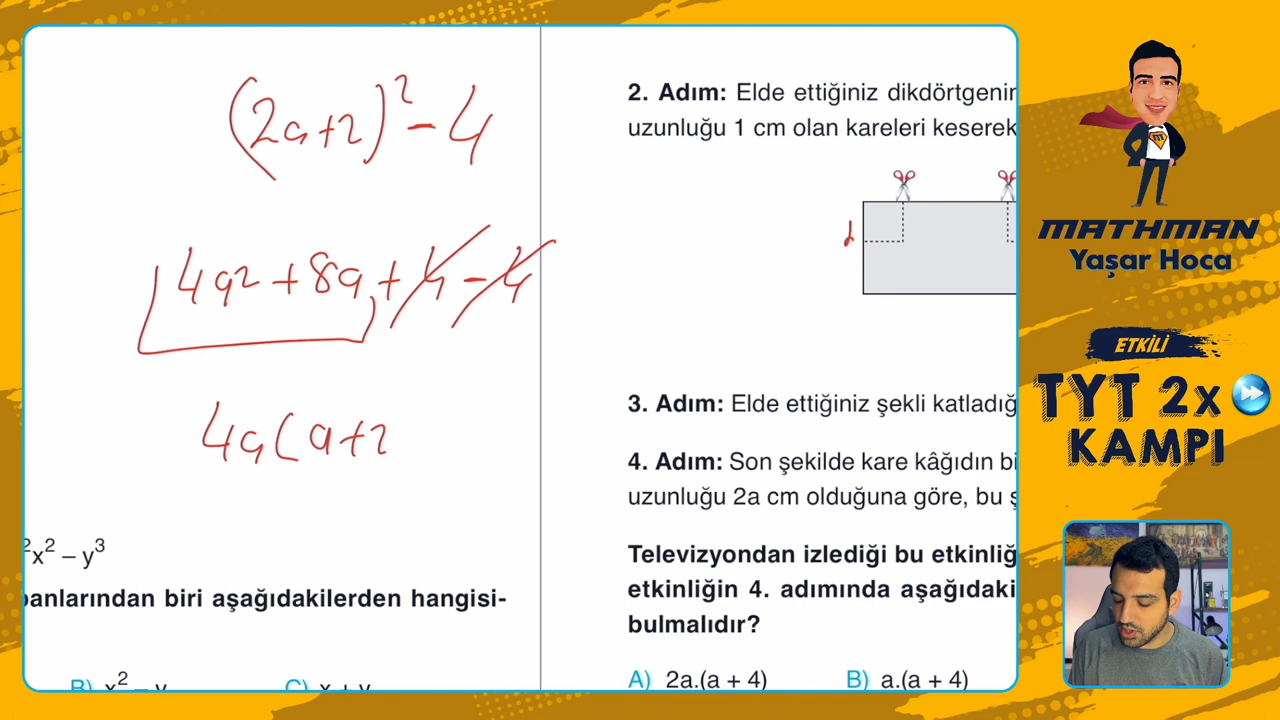 (2a+2)² - 4
4a² + 8a + 4 - 4
4a(a+2
²x² – y³
banlarından biri aşağıdakilerden hangisi-
B) x² – y C) x + y
2. Adım: Elde ettiğiniz dikdörtgenin
uzunluğu 1 cm olan kareleri keserek
1
3. Adım: Elde ettiğiniz şekli katladığ
4. Adım: Son şekilde kare kâğıdın bi
uzunluğu 2a cm olduğuna göre, bu ş
Televizyondan izlediği bu etkinliğ
etkinliğin 4. adımında aşağıdaki
bulmalıdır?
A) 2a.(a + 4) B) a.(a + 4)
MATHMAN
Yaşar Hoca
ETKİLİ
TYT 2x
KAMPI